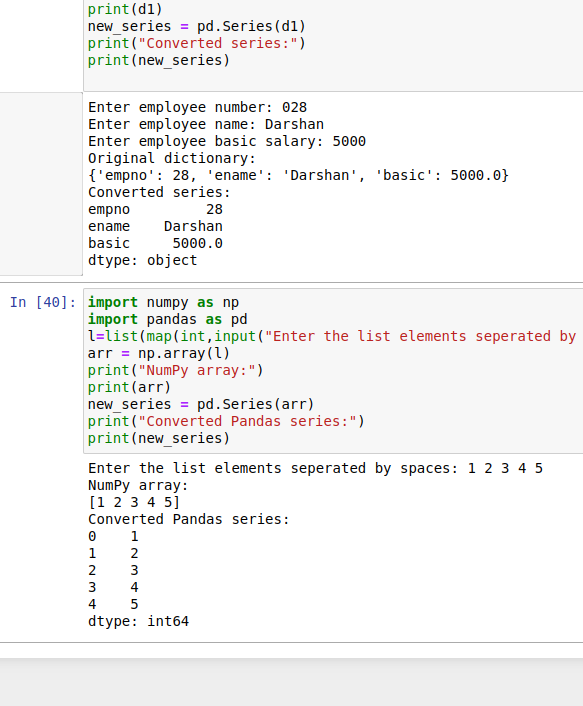 print(d1)
new_series = pd.Series(d1)
print("Converted series:")
print(new_series)
Enter employee number: 028
Enter employee name: Darshan
Enter employee basic salary: 5000
Original dictionary:
{'empno': 28, 'ename': 'Darshan', 'basic': 5000.0}
Converted series:
empno         28
ename    Darshan
basic     5000.0
dtype: object
In [40]: import numpy as np
import pandas as pd
l=list(map(int,input("Enter the list elements seperated by
arr = np.array(l)
print("NumPy array:")
print(arr)
new_series = pd.Series(arr)
print("Converted Pandas series:")
print(new_series)
Enter the list elements seperated by spaces: 1 2 3 4 5
NumPy array:
[1 2 3 4 5]
Converted Pandas series:
0    1
1    2
2    3
3    4
4    5
dtype: int64